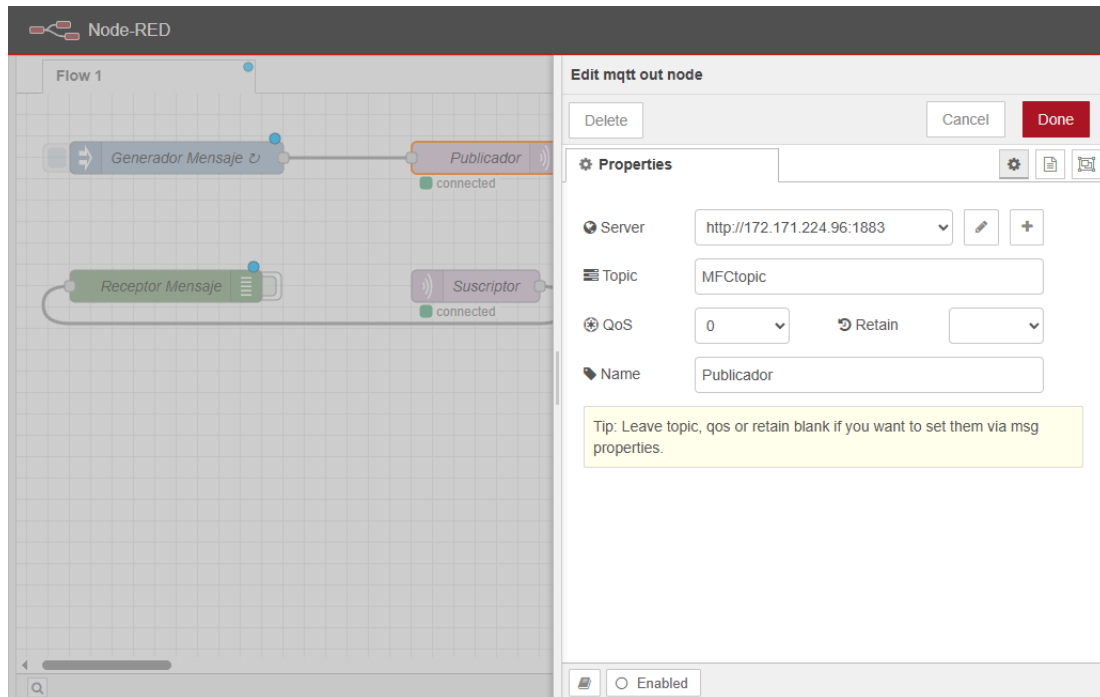 Node-RED
Flow 1
Generador Mensaje ↻
Publicador
connected
Receptor Mensaje
Suscriptor
connected
Edit mqtt out node
Delete
Cancel
Done
Properties
Server
http://172.171.224.96:1883
Topic
MFCtopic
QoS
0
Retain
Name
Publicador
Tip: Leave topic, qos or retain blank if you want to set them via msg
properties.
Enabled